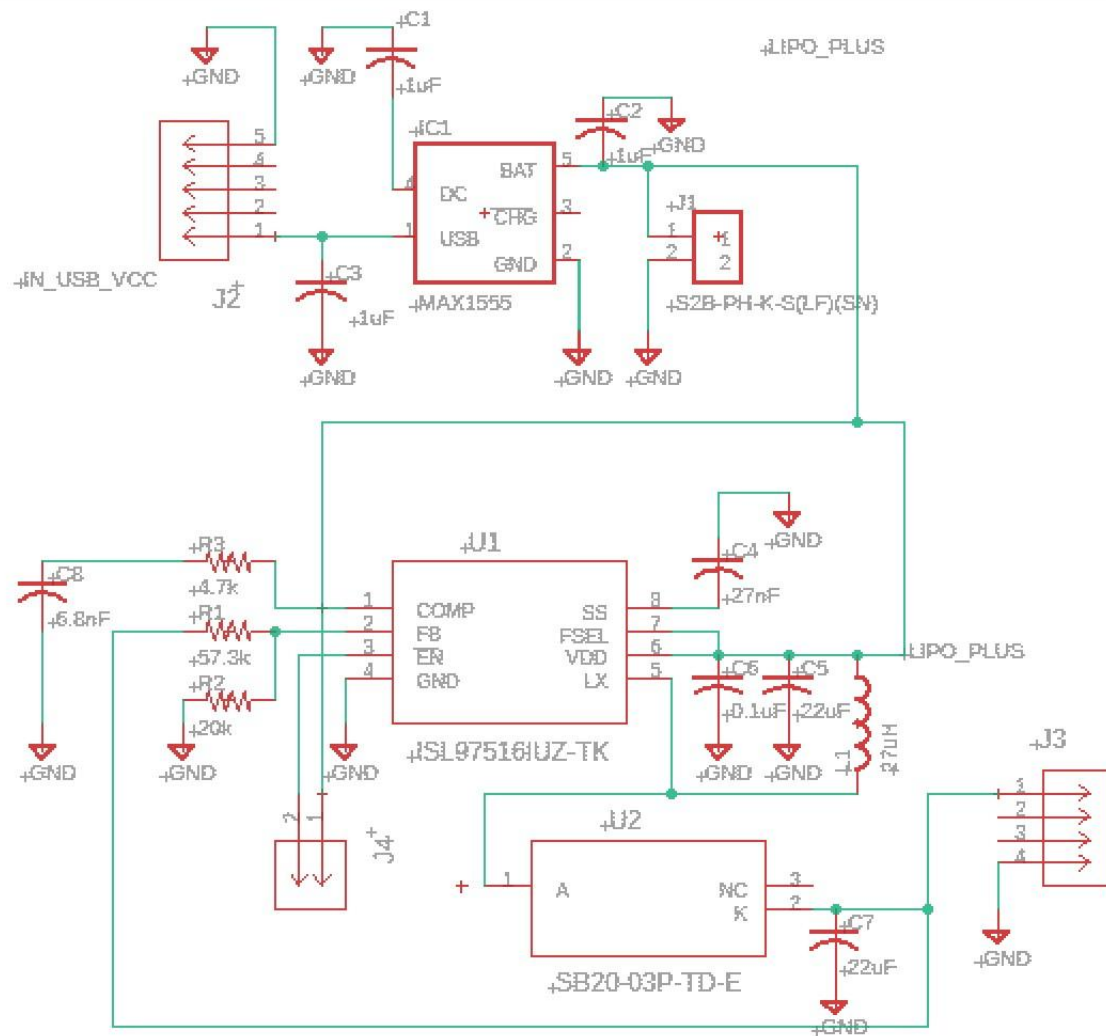 C1
LIPO_PLUS
GND
GND
1uF
C2
IC1
1uF
GND
5
4
3
2
1
4
DC
BAT
5
CHG
3
J1
1
USB
GND
2
1
2
1
2
IN_USB_VCC
J2
C3
MAX1555
S2B-PH-K-S(LF)(SN)
1uF
GND
GND
GND
GND
R3
U1
C4
C8
4.7k
27nF
6.8nF
R1
1
COMP
SS
8
2
FB
FSEL
7
57.3k
3
EN
VDD
6
LIPO_PLUS
R2
4
GND
LX
5
C6
C5
20k
0.1uF
22uF
GND
GND
GND
ISL97516IUZ-TK
GND
GND
L1
27uH
J3
2
1
J4
U2
1
2
3
4
1
A
NC
3
K
2
C7
GND
SB20-03P-TD-E
22uF
GND